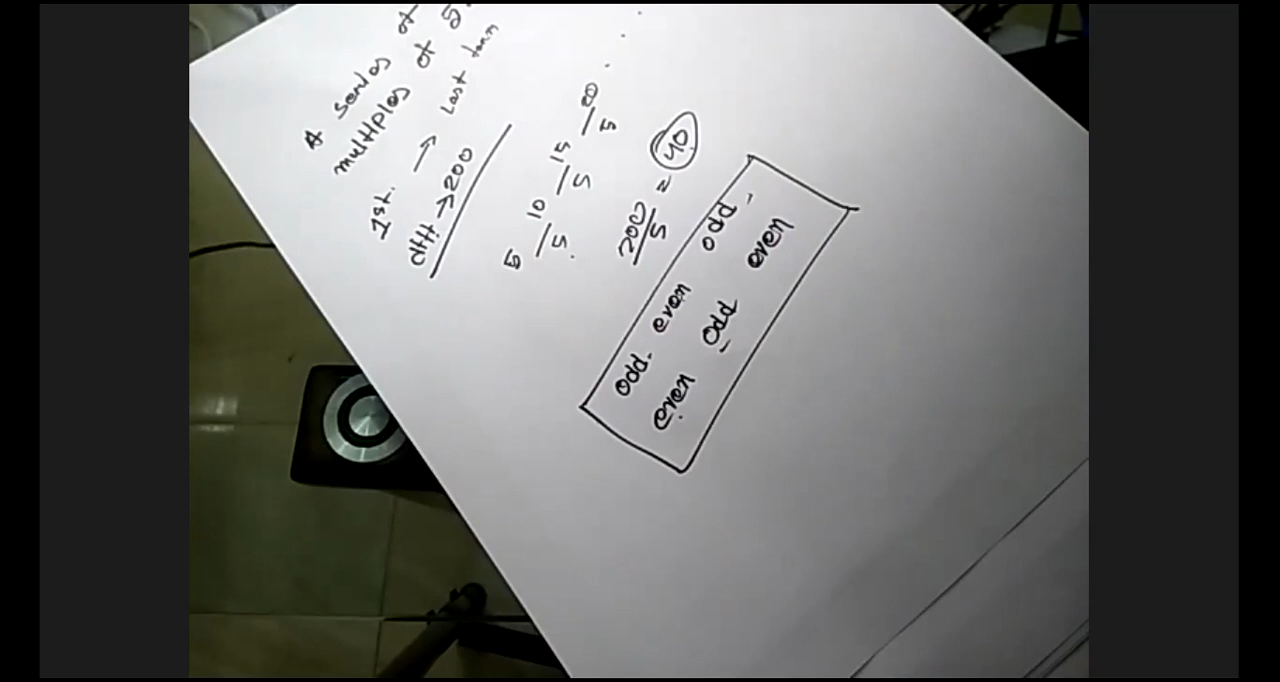 A series of
multiples of 5.
1st. → Last term
diff → 200
5 10/5 15/5 20/5 . . .
200/5 = 40
odd. even odd
even odd even